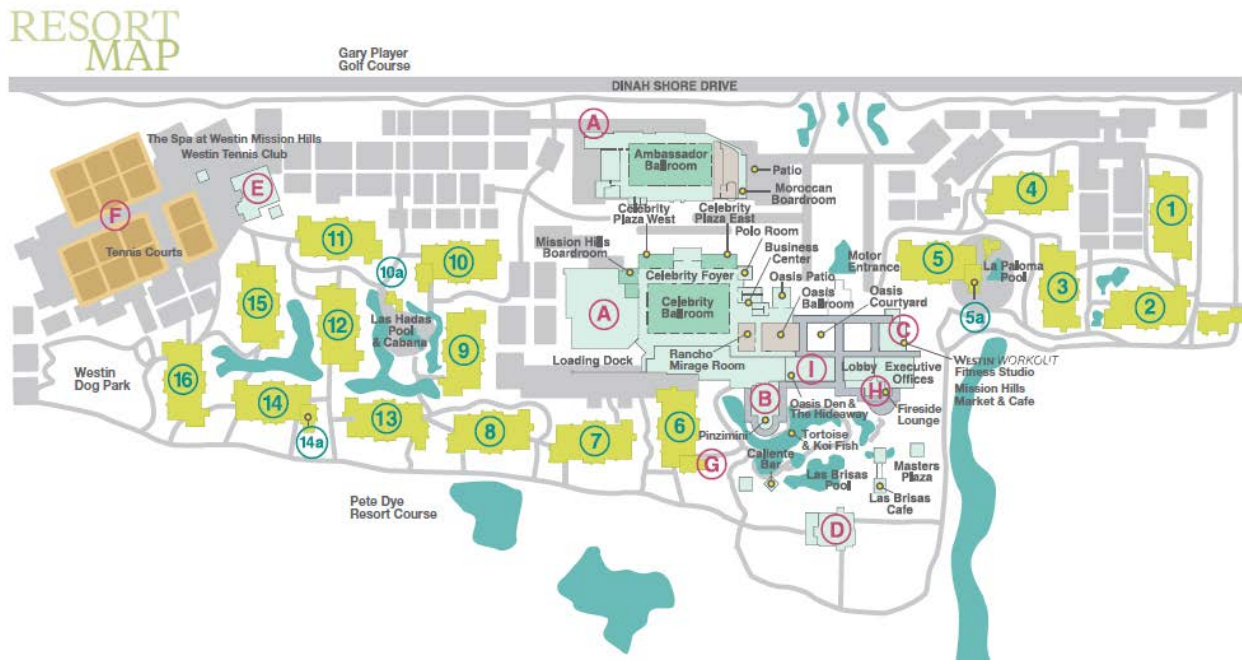 RESORT
MAP
Gary Player
Golf Course
DINAH SHORE DRIVE
The Spa at Westin Mission Hills
Westin Tennis Club
A
Ambassador
Ballroom
Patio
Moroccan
Boardroom
E
F
Tennis Courts
Celebrity
Plaza West
Celebrity
Plaza East
Polo Room
Business
Center
Mission Hills
Boardroom
Celebrity Foyer
Oasis Patio
Oasis
Ballroom
Motor
Entrance
Oasis
Courtyard
A
Celebrity
Ballroom
Loading Dock
Rancho
Mirage Room
C
Lobby
Executive
Offices
WESTIN WORKOUT
Fitness Studio
Mission Hills
Market & Cafe
I
H
B
Oasis Den &
The Hideaway
Fireside
Lounge
Pinzimini
Tortoise
& Koi Fish
Caliente
Bar
Las Brisas
Pool
Masters
Plaza
Las Brisas
Cafe
G
D
4
1
5
La Paloma
Pool
3
2
5a
11
10
10a
15
12
Las Hadas
Pool
& Cabana
9
Westin
Dog Park
16
14
14a
13
8
7
6
Pete Dye
Resort Course